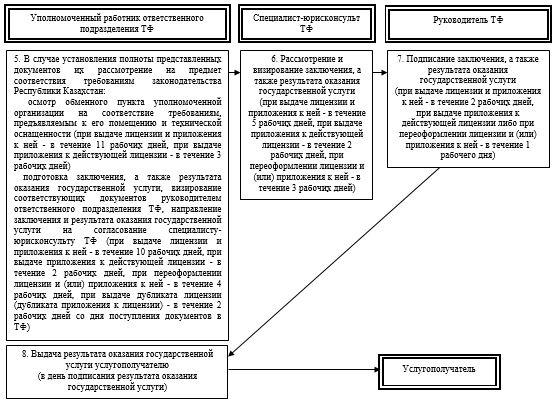 Уполномоченный работник ответственного
подразделения ТФ
Специалист-юрисконсульт
ТФ
Руководитель ТФ
5. В случае установления полноты представленных
документов их рассмотрение на предмет
соответствия требованиям законодательства
Республики Казахстан:
осмотр обменного пункта уполномоченной
организации на соответствие требованиям,
предъявляемым к его помещению и технической
оснащенности (при выдаче лицензии и приложения
к ней - в течение 11 рабочих дней, при выдаче
приложения к действующей лицензии - в течение 3
рабочих дней)
подготовка заключения, а также результата
оказания государственной услуги, визирование
соответствующих документов руководителем
ответственного подразделения ТФ, направление
заключения и результата оказания государственной
услуги на согласование специалисту-
юрисконсульту ТФ (при выдаче лицензии и
приложения к ней - в течение 10 рабочих дней, при
выдаче приложения к действующей лицензии - в
течение 2 рабочих дней, при переоформлении
лицензии и (или) приложения к ней - в течение 4
рабочих дней, при выдаче дубликата лицензии
(дубликата приложения к лицензии) - в течение 2
рабочих дней со дня поступления документов в
ТФ)
6. Рассмотрение и
визирование заключения, а
также результата оказания
государственной услуги
(при выдаче лицензии и
приложения к ней - в течение
5 рабочих дней, при выдаче
приложения к действующей
лицензии - в течение 2
рабочих дней, при
переоформлении лицензии и
(или) приложения к ней - в
течение 3 рабочих дней)
7. Подписание заключения, а также
результата оказания
государственной услуги
(при выдаче лицензии и приложения
к ней - в течение 2 рабочих дней,
при выдаче приложения к
действующей лицензии либо при
переоформлении лицензии и (или)
приложения к ней - в течение 1
рабочего дня)
8. Выдача результата оказания государственной
услуги услугополучателю
(в день подписания результата оказания
государственной услуги)
Услугополучатель